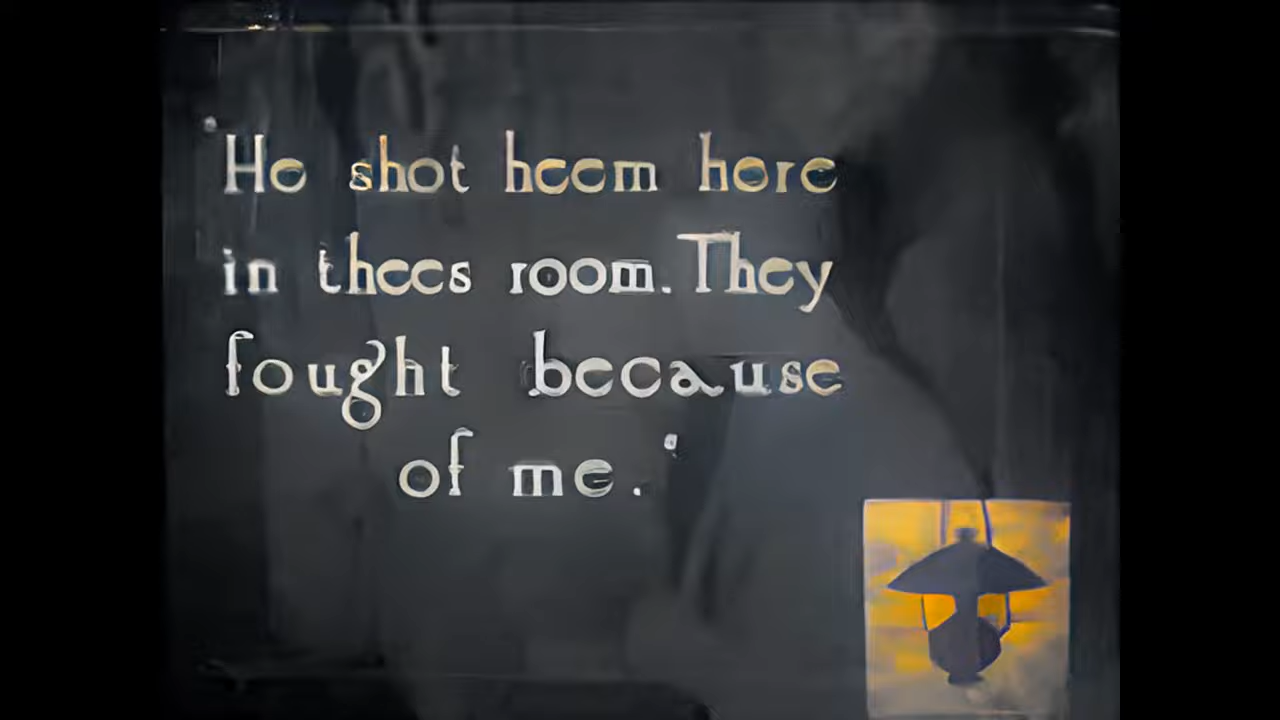 "He shot heem here
in thees room. They
fought because
of me."